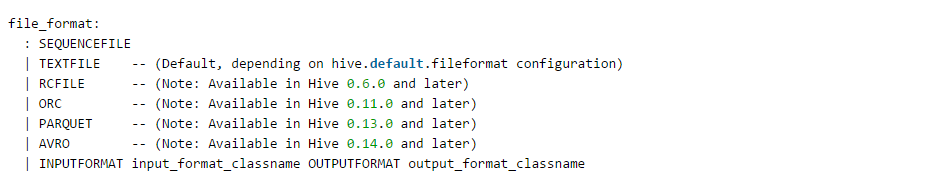 file_format:
  : SEQUENCEFILE
  | TEXTFILE    -- (Default, depending on hive.default.fileformat configuration)
  | RCFILE      -- (Note: Available in Hive 0.6.0 and later)
  | ORC         -- (Note: Available in Hive 0.11.0 and later)
  | PARQUET     -- (Note: Available in Hive 0.13.0 and later)
  | AVRO        -- (Note: Available in Hive 0.14.0 and later)
  | INPUTFORMAT input_format_classname OUTPUTFORMAT output_format_classname